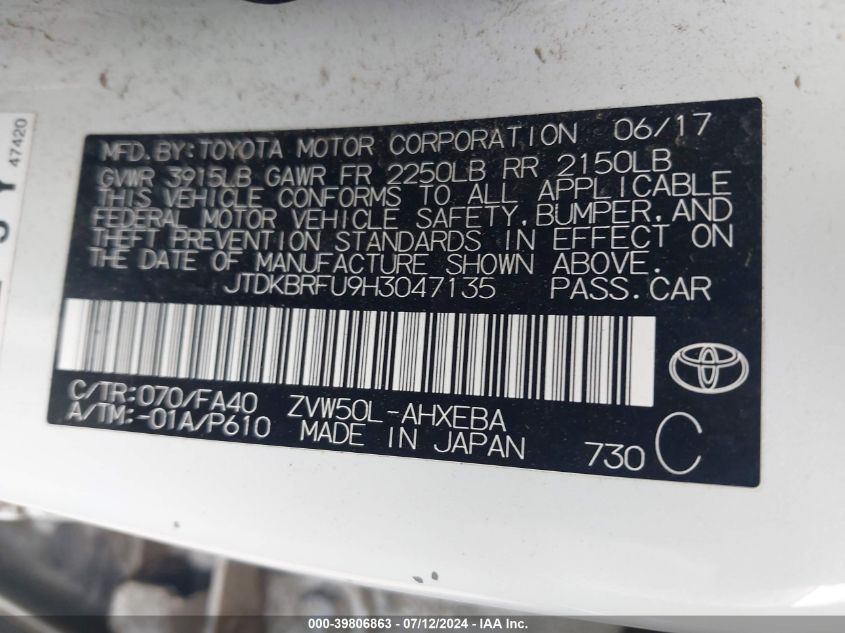 MFD.BY:TOYOTA MOTOR CORPORATION 06/17
GVWR 3915LB GAWR FR 2250LB RR 2150LB
THIS VEHICLE CONFORMS TO ALL APPLICABLE
FEDERAL MOTOR VEHICLE SAFETY,BUMPER,AND
THEFT PREVENTION STANDARDS IN EFFECT ON
THE DATE OF MANUFACTURE SHOWN ABOVE.
JTDKBRFU9H3047135 PASS.CAR
C/TR:070/FA40 ZVW50L-AHXEBA
A/TM:-01A/P610 MADE IN JAPAN
730 C
47420
000-39806863 - 07/12/2024 - IAA, Inc.